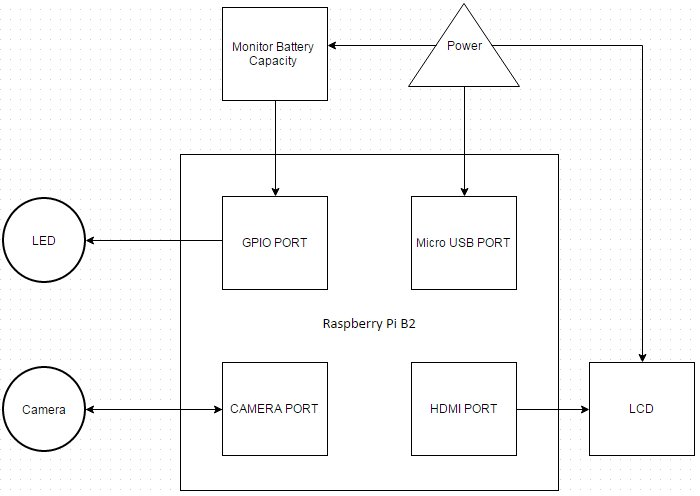 Monitor Battery
Capacity
Power
LED
GPIO PORT
Micro USB PORT
Raspberry Pi B2
Camera
CAMERA PORT
HDMI PORT
LCD